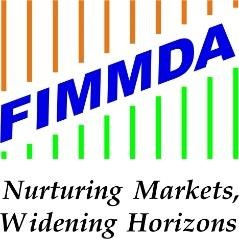 FIMMDA
Nurturing Markets,
Widening Horizons